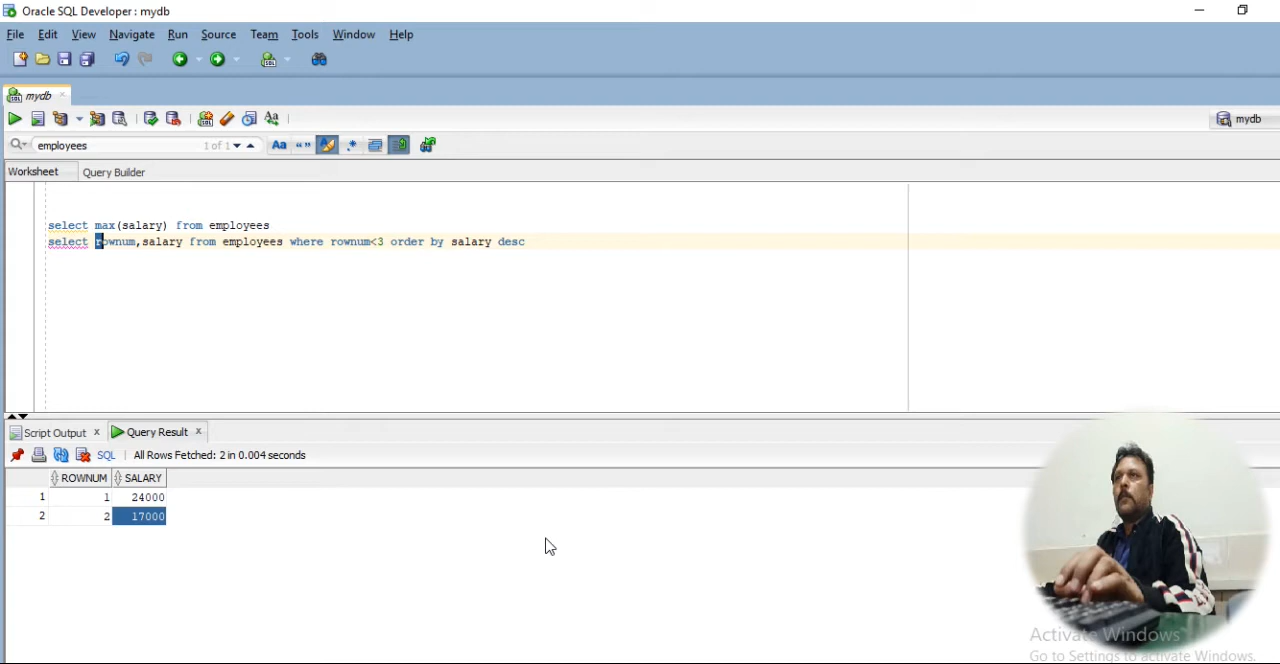 Oracle SQL Developer : mydb
File Edit View Navigate Run Source Team Tools Window Help
mydb
mydb
employees 1 of 1 Aa “ ” .*
Worksheet Query Builder
select max(salary) from employees
select rownum,salary from employees where rownum<3 order by salary desc
Script Output x Query Result x
SQL | All Rows Fetched: 2 in 0.004 seconds
ROWNUM SALARY
1 1 24000
2 2 17000
Activate Windows
Go to Settings to activate Windows.